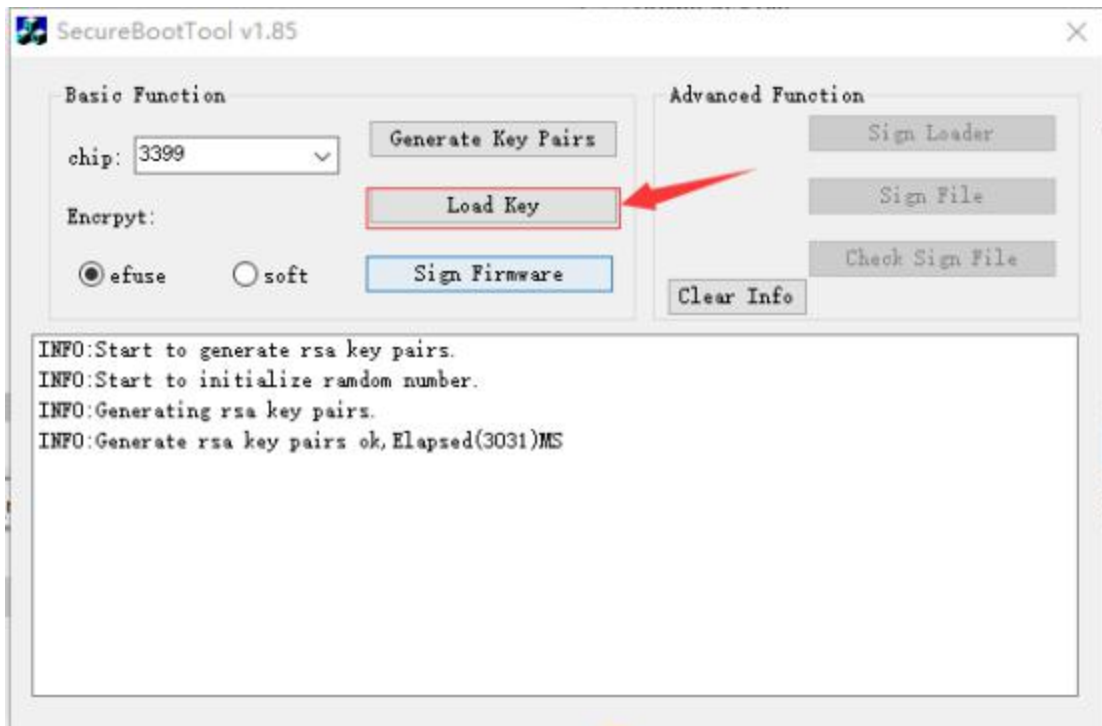 SecureBootTool v1.85
Basic Function
chip: 3399
Generate Key Pairs
Load Key
Encrpyt:
efuse
soft
Sign Firmware
Advanced Function
Sign Loader
Sign File
Check Sign File
Clear Info
INFO:Start to generate rsa key pairs.
INFO:Start to initialize random number.
INFO:Generating rsa key pairs.
INFO:Generate rsa key pairs ok,Elapsed(3031)MS